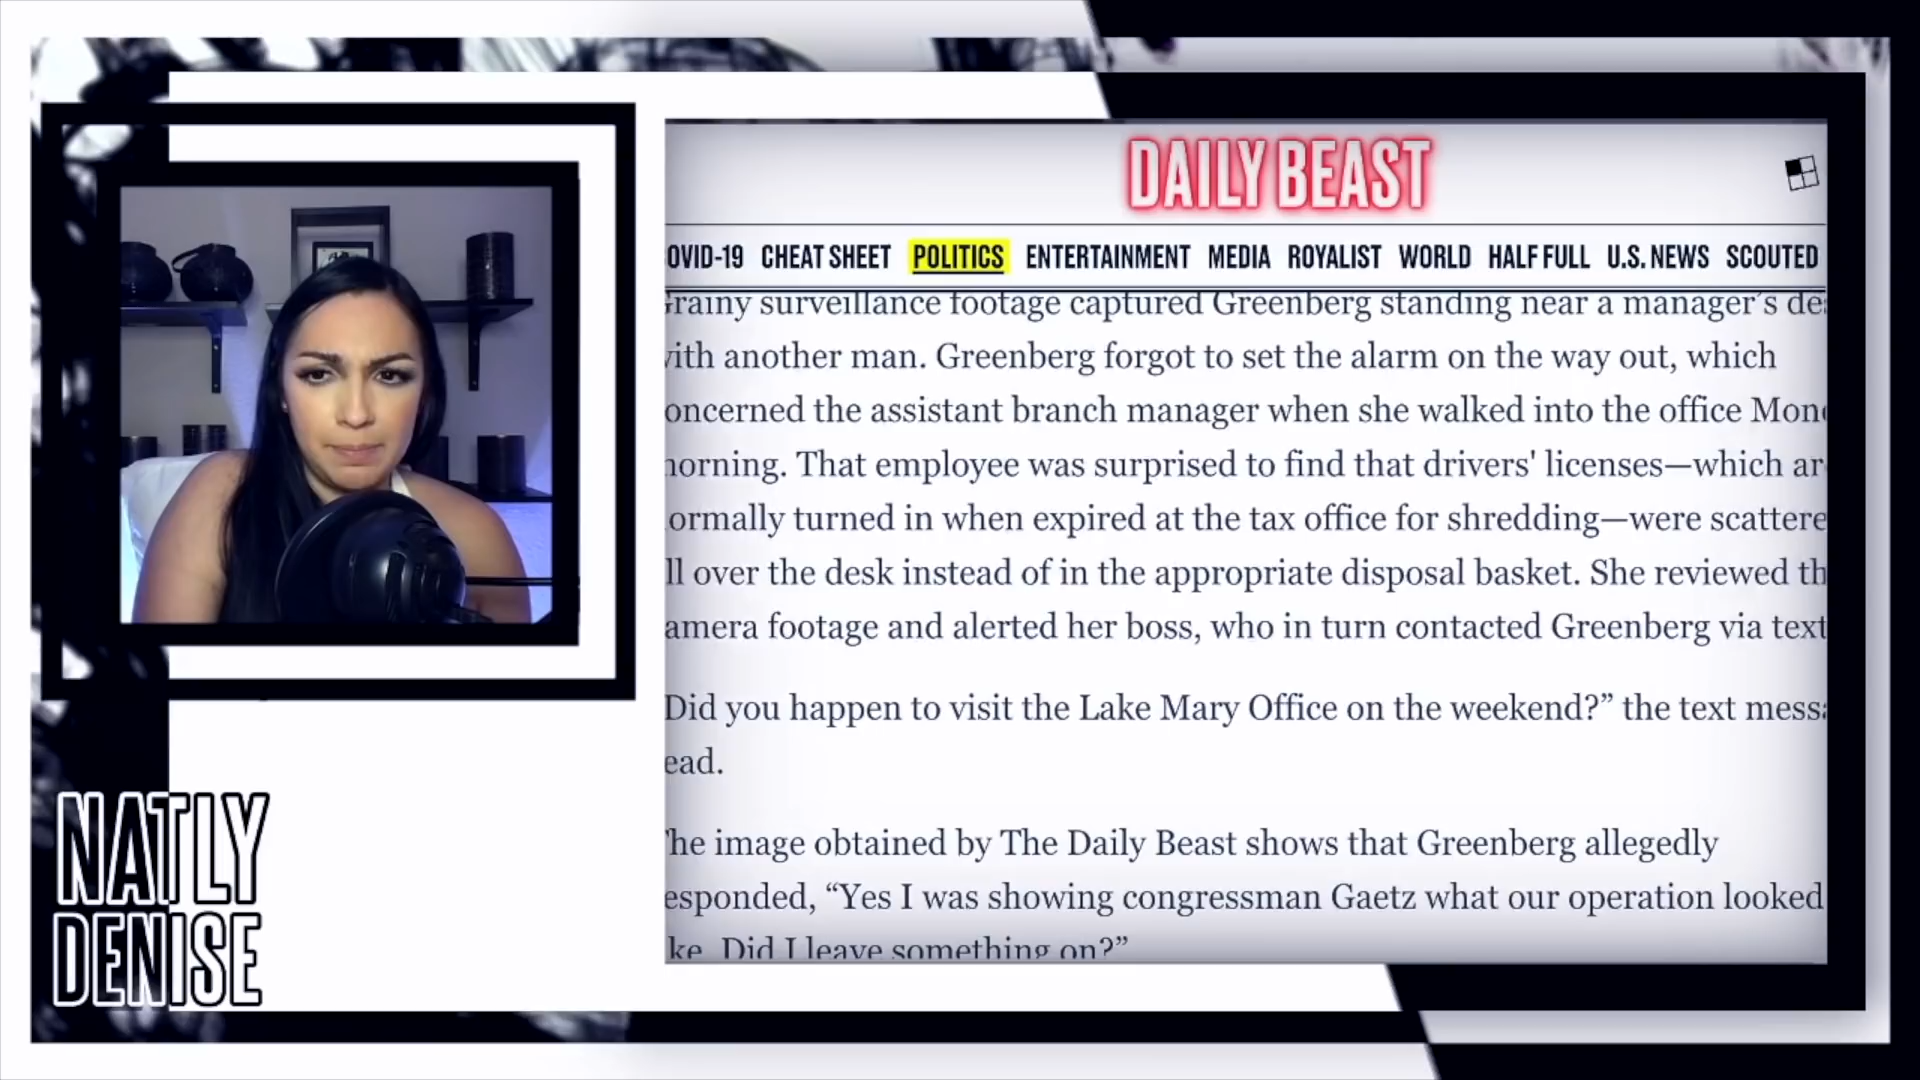 DAILY BEAST
OVID-19 CHEAT SHEET POLITICS ENTERTAINMENT MEDIA ROYALIST WORLD HALF FULL U.S. NEWS SCOUTED
rainy surveillance footage captured Greenberg standing near a manager's des
ith another man. Greenberg forgot to set the alarm on the way out, which
oncerned the assistant branch manager when she walked into the office Mond
orning. That employee was surprised to find that drivers' licenses—which ar
ormally turned in when expired at the tax office for shredding—were scattere
ll over the desk instead of in the appropriate disposal basket. She reviewed th
amera footage and alerted her boss, who in turn contacted Greenberg via text
Did you happen to visit the Lake Mary Office on the weekend?” the text messa
ead.
he image obtained by The Daily Beast shows that Greenberg allegedly
esponded, “Yes I was showing congressman Gaetz what our operation looked
ke. Did I leave something on?”
NATLY
DENISE